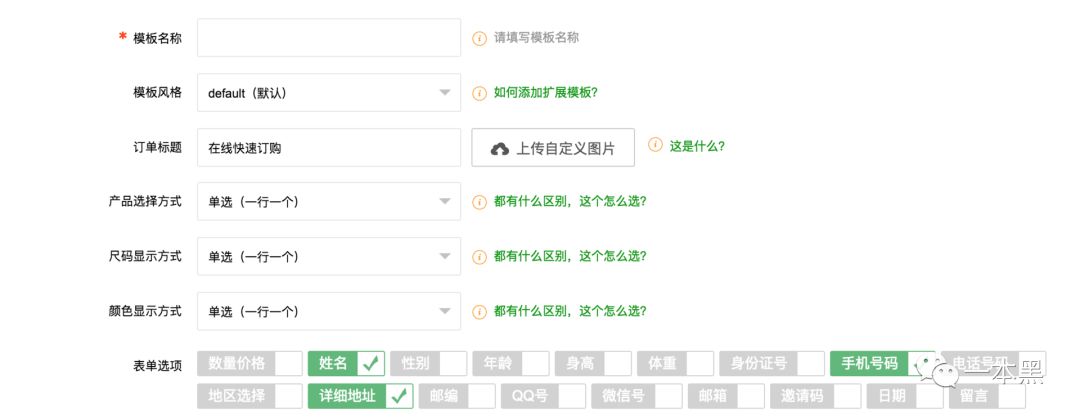 * 模板名称 请填写模板名称
模板风格 default（默认） 如何添加扩展模板？
订单标题 在线快速订购 上传自定义图片 这是什么？
产品选择方式 单选（一行一个） 都有什么区别，这个怎么选？
尺码显示方式 单选（一行一个） 都有什么区别，这个怎么选？
颜色显示方式 单选（一行一个） 都有什么区别，这个怎么选？
表单选项 数量价格 姓名 性别 年龄 身高 体重 身份证号 手机号码 电话号码
地区选择 详细地址 邮编 QQ号 微信号 邮箱 邀请码 日期 留言
一本黑